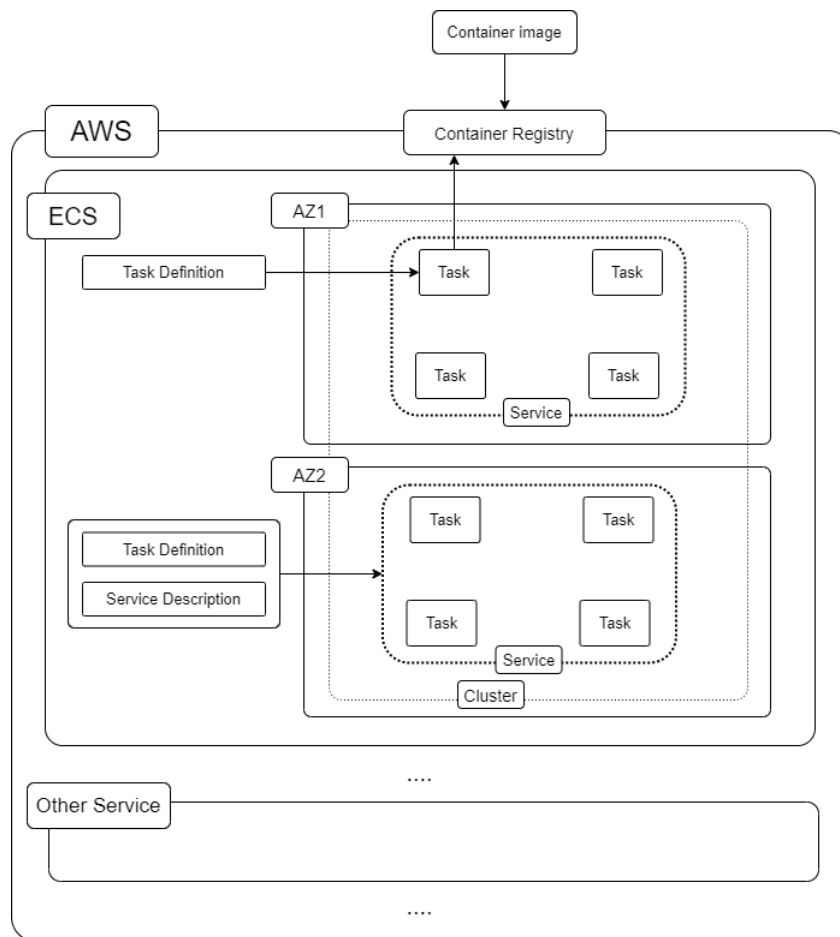 Container image
AWS
Container Registry
ECS
AZ1
Task Definition
Task
Task
Task
Task
Service
AZ2
Task
Task
Task Definition
Service Description
Task
Task
Service
Cluster
....
Other Service
....